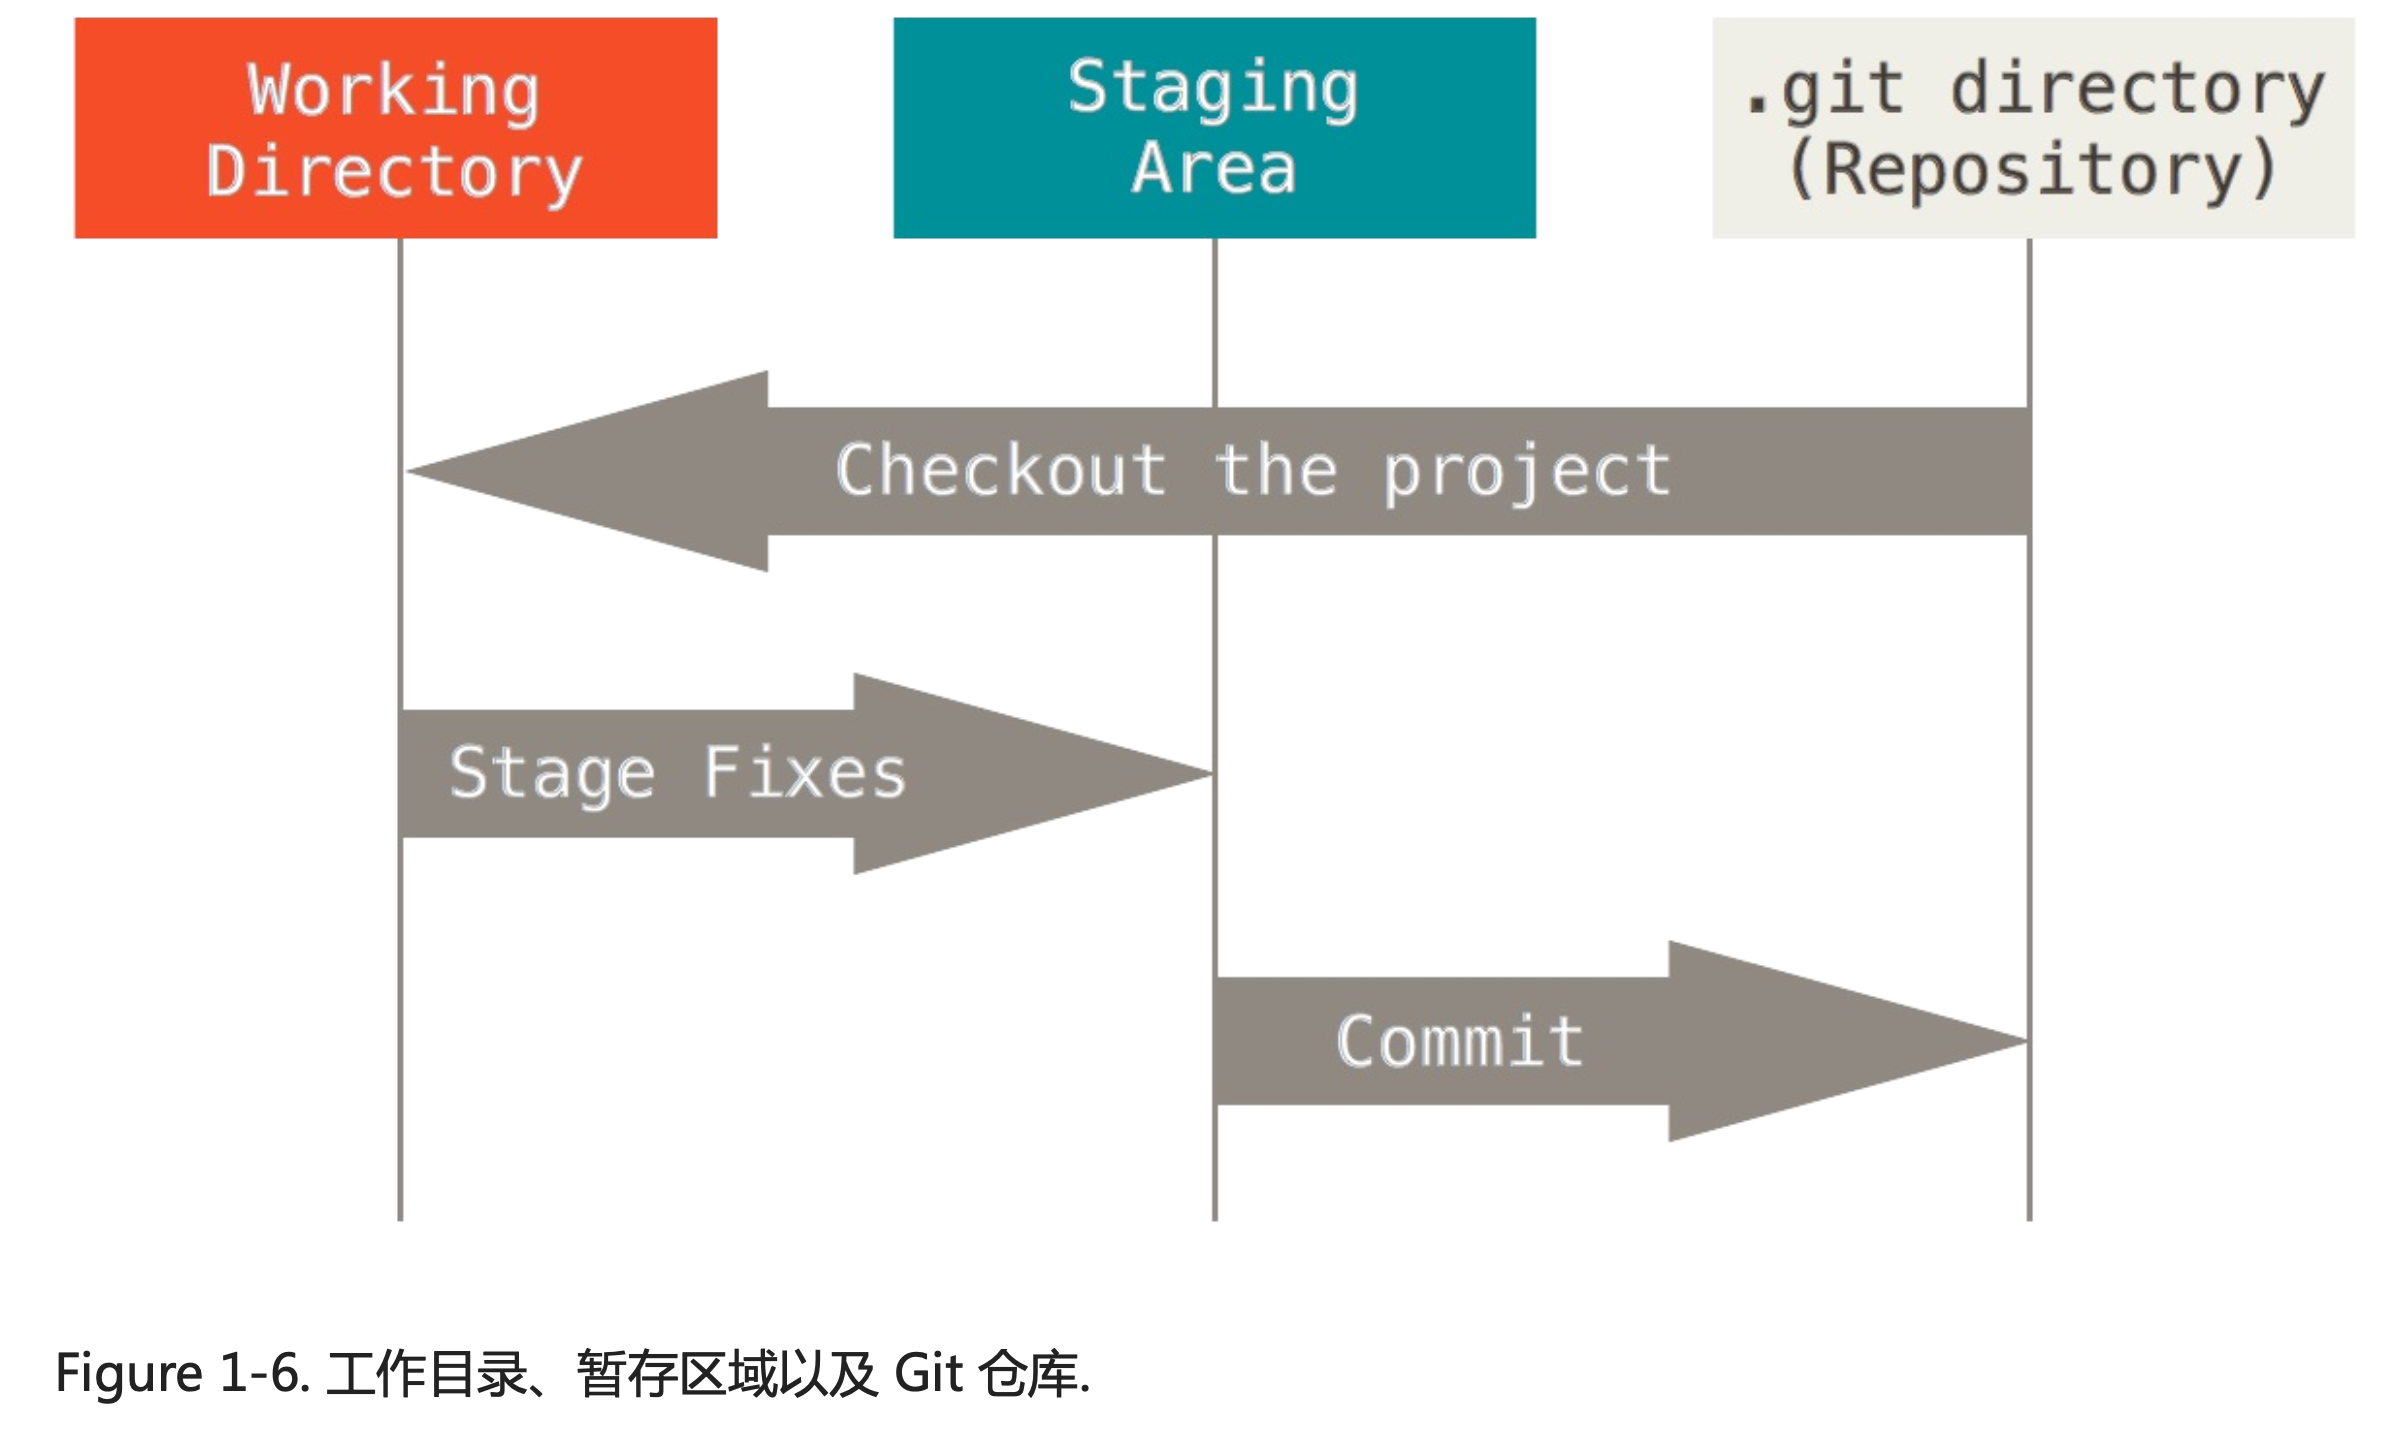 Working
Directory
Staging
Area
.git directory
(Repository)
Checkout the project
Stage Fixes
Commit
Figure 1-6. 工作目录、暂存区域以及 Git 仓库.